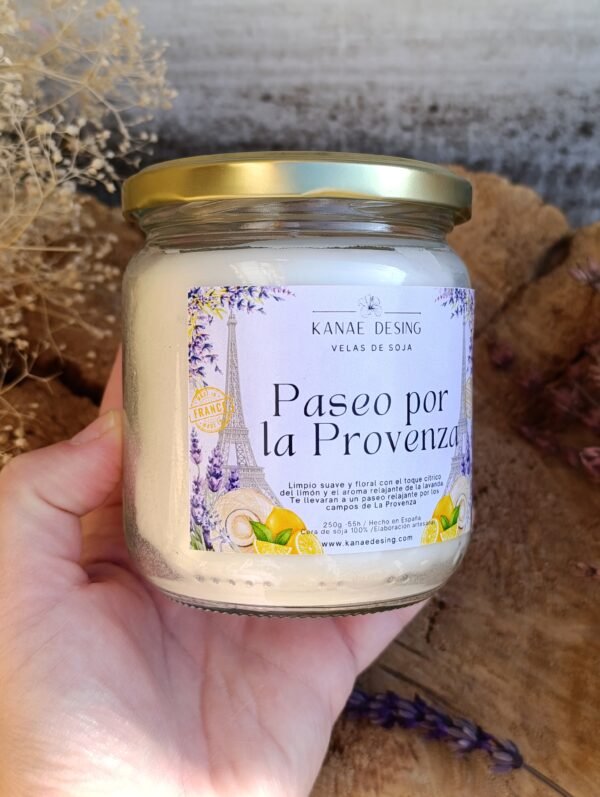 KANAE DESING
VELAS DE SOJA
FRANCE
Paseo por
la Provenza
Limpio suave y floral con el toque cítrico
del limón y el aroma relajante de la lavanda.
Te llevaran a un paseo relajante por los
campos de La Provenza
250g ·55h / Hecho en España
Cera de soja 100% /Elaboración artesanal
www.kanaedesing.com